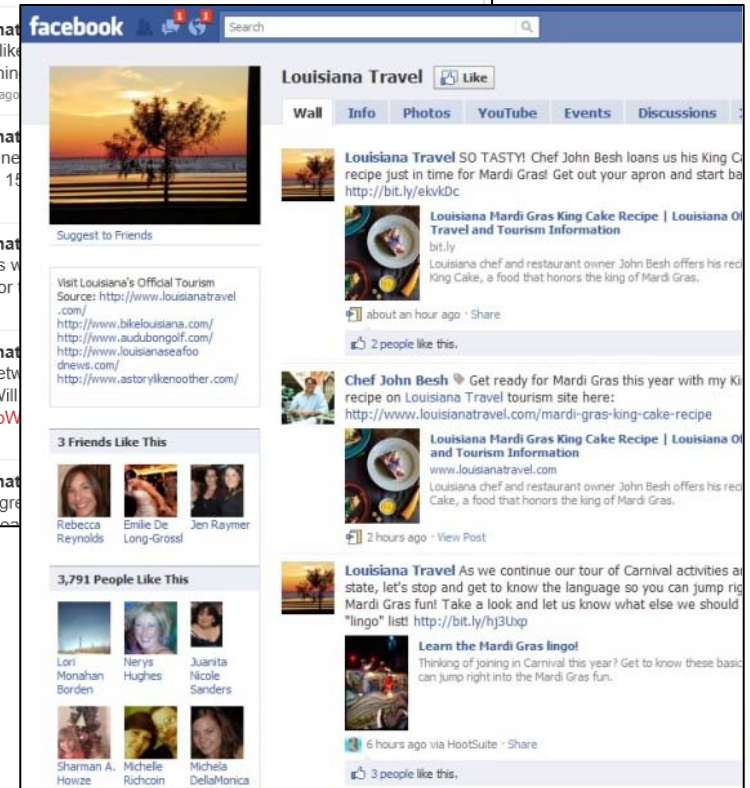 facebook
1
1
Search
Louisiana Travel
Like
Wall Info Photos YouTube Events Discussions
Suggest to Friends
Visit Louisiana's Official Tourism
Source: http://www.louisianatravel
.com/
http://www.bikelouisiana.com/
http://www.audubongolf.com/
http://www.louisianaseafoo
dnews.com/
http://www.astorylikenoother.com/
3 Friends Like This
Rebecca
Reynolds
Emilie De
Long-Grossl
Jen Raymer
3,791 People Like This
Lori
Monahan
Borden
Nerys
Hughes
Juanita
Nicole
Sanders
Sharman A.
Howze
Michelle
Richcoin
Michela
DellaMonica
Louisiana Travel SO TASTY! Chef John Besh loans us his King
recipe just in time for Mardi Gras! Get out your apron and start
http://bit.ly/ekvkDc
Louisiana Mardi Gras King Cake Recipe | Louisiana
Travel and Tourism Information
bit.ly
Louisiana chef and restaurant owner John Besh offers his
King Cake, a food that honors the king of Mardi Gras.
about an hour ago · Share
2 people like this.
Chef John Besh Get ready for Mardi Gras this year with my
recipe on Louisiana Travel tourism site here:
http://www.louisianatravel.com/mardi-gras-king-cake-recipe
Louisiana Mardi Gras King Cake Recipe | Louisiana
and Tourism Information
www.louisianatravel.com
Louisiana chef and restaurant owner John Besh offers his
Cake, a food that honors the king of Mardi Gras.
2 hours ago · View Post
Louisiana Travel As we continue our tour of Carnival activities
state, let's stop and get to know the language so you can jump
Mardi Gras fun! Take a look and let us know what else we should
"lingo" list! http://bit.ly/hj3Uxp
Learn the Mardi Gras lingo!
Thinking of joining in Carnival this year? Get to know these
can jump right into the Mardi Gras fun.
6 hours ago via HootSuite · Share
3 people like this.